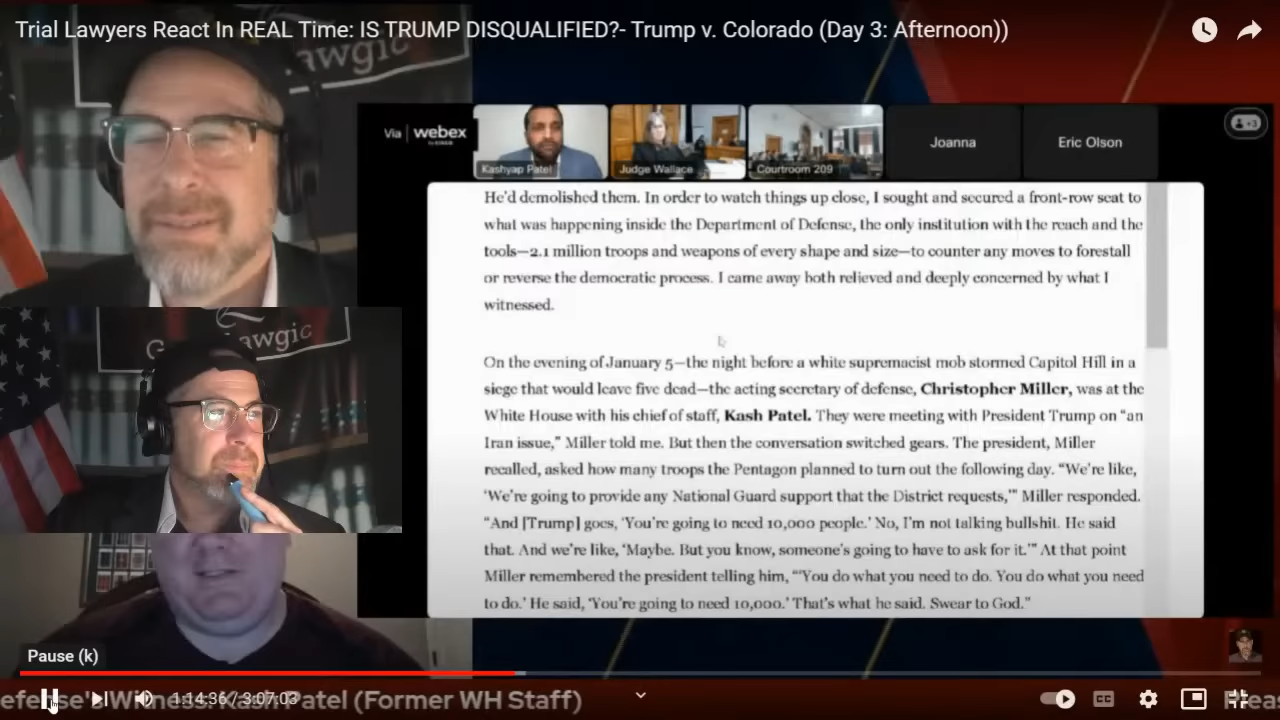 Trial Lawyers React In REAL Time: IS TRUMP DISQUALIFIED?- Trump v. Colorado (Day 3: Afternoon))
awgic
Via | webex
Kashyap Patel
Judge Wallace
Courtroom 209
Joanna
Eric Olson
+3
He'd demolished them. In order to watch things up close, I sought and secured a front-row seat to
what was happening inside the Department of Defense, the only institution with the reach and the
tools—2.1 million troops and weapons of every shape and size—to counter any moves to forestall
or reverse the democratic process. I came away both relieved and deeply concerned by what I
witnessed.
On the evening of January 5—the night before a white supremacist mob stormed Capitol Hill in a
siege that would leave five dead—the acting secretary of defense, Christopher Miller, was at the
White House with his chief of staff, Kash Patel. They were meeting with President Trump on “an
Iran issue,” Miller told me. But then the conversation switched gears. The president, Miller
recalled, asked how many troops the Pentagon planned to turn out the following day. “We're like,
‘We're going to provide any National Guard support that the District requests,’” Miller responded.
“And [Trump] goes, ‘You're going to need 10,000 people.’ No, I'm not talking bullshit. He said
that. And we're like, ‘Maybe. But you know, someone's going to have to ask for it.’” At that point
Miller remembered the president telling him, “‘You do what you need to do. You do what you need
to do.’ He said, ‘You're going to need 10,000.’ That's what he said. Swear to God.”
awgic
Pause (k)
1:14:36 / 3:07:03
efense's Witness: Kash Patel (Former WH Staff)
CC